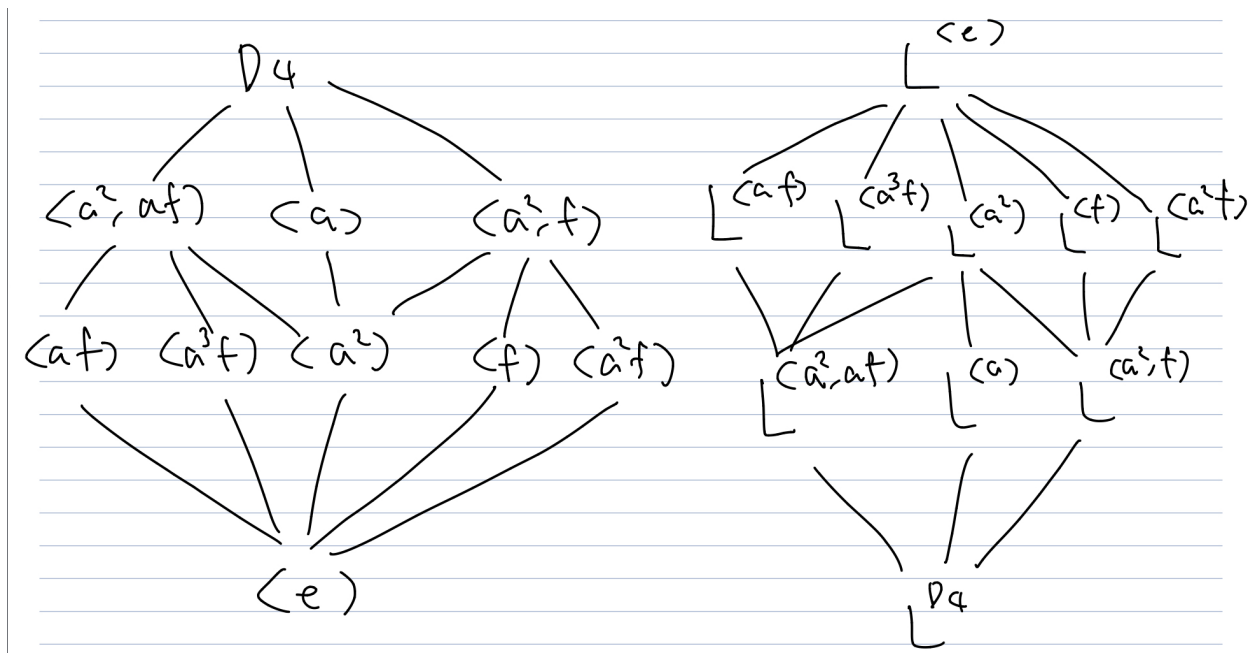 D4
⟨a², af⟩ ⟨a⟩ ⟨a², f⟩
⟨af⟩ ⟨a³f⟩ ⟨a²⟩ ⟨f⟩ ⟨a²f⟩
⟨e⟩
L⟨e⟩
L⟨af⟩ L⟨a³f⟩ L⟨a²⟩ L⟨f⟩ L⟨a²f⟩
L⟨a², af⟩ L⟨a⟩ L⟨a², f⟩
L D4